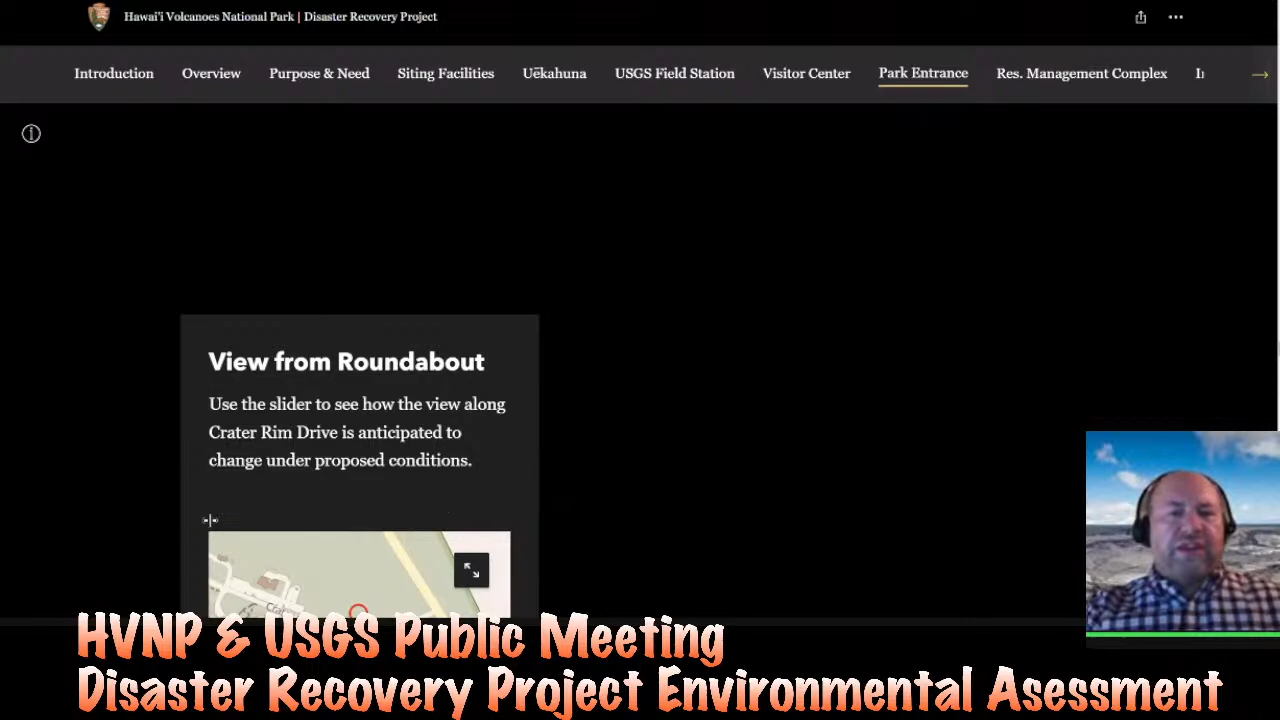 Hawai'i Volcanoes National Park | Disaster Recovery Project
Introduction Overview Purpose & Need Siting Facilities Uēkahuna USGS Field Station Visitor Center Park Entrance Res. Management Complex
View from Roundabout
Use the slider to see how the view along
Crater Rim Drive is anticipated to
change under proposed conditions.
HVNP & USGS Public Meeting
Disaster Recovery Project Environmental Asessment